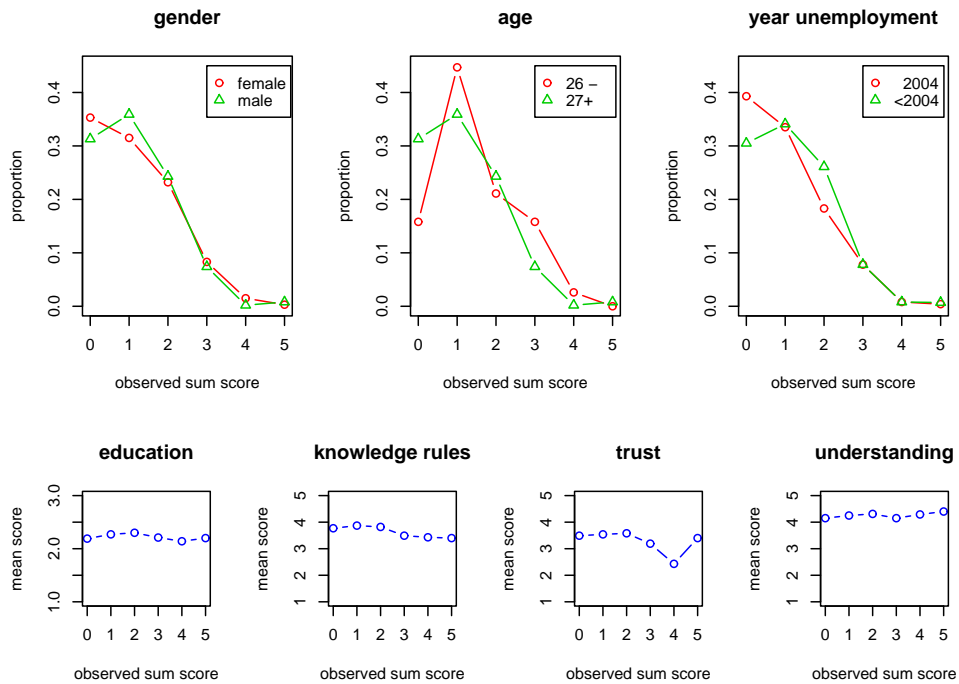 gender
proportion
0.0 0.1 0.2 0.3 0.4
female
male
0 1 2 3 4 5
observed sum score
age
proportion
0.0 0.1 0.2 0.3 0.4
26 −
27+
0 1 2 3 4 5
observed sum score
year unemployment
proportion
0.0 0.1 0.2 0.3 0.4
2004
<2004
0 1 2 3 4 5
observed sum score
education
mean score
1.0 2.0 3.0
0 1 2 3 4 5
observed sum score
knowledge rules
mean score
1 2 3 4 5
0 1 2 3 4 5
observed sum score
trust
mean score
1 2 3 4 5
0 1 2 3 4 5
observed sum score
understanding
mean score
1 2 3 4 5
0 1 2 3 4 5
observed sum score